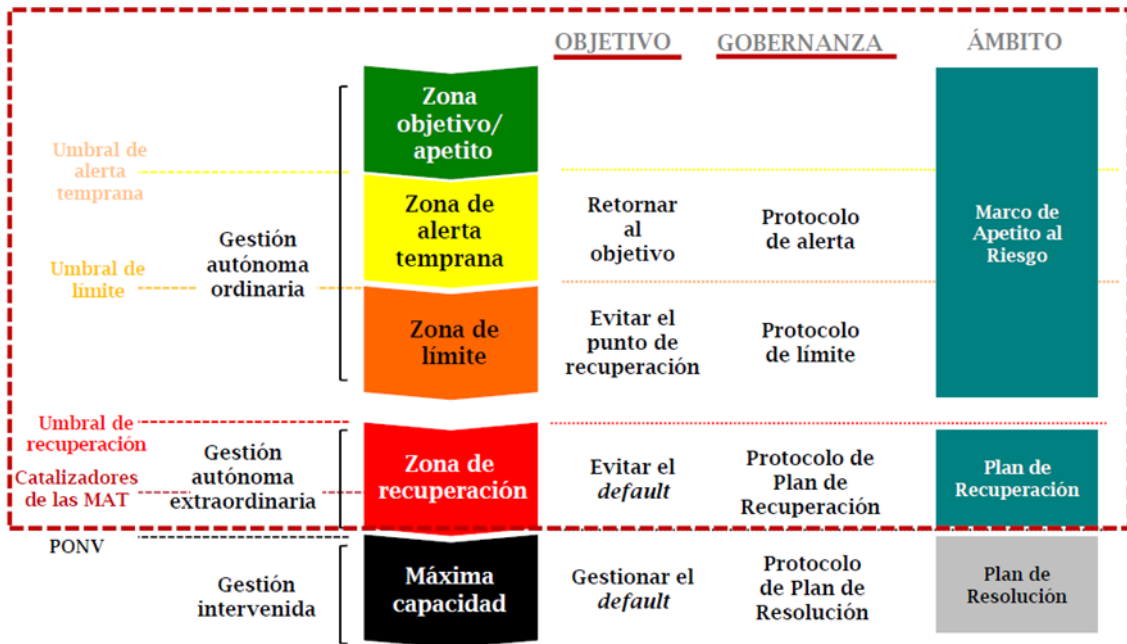 OBJETIVO
GOBERNANZA
ÁMBITO
Zona
objetivo/
apetito
Umbral de
alerta
temprana
Zona de
alerta
temprana
Retornar
al
objetivo
Protocolo
de alerta
Marco de
Apetito al
Riesgo
Gestión
autónoma
ordinaria
Umbral de
límite
Zona de
límite
Evitar el
punto de
recuperación
Protocolo
de límite
Umbral de
recuperación
Catalizadores
de las MAT
Gestión
autónoma
extraordinaria
Zona de
recuperación
Evitar el
default
Protocolo de
Plan de
Recuperación
Plan de
Recuperación
PONV
Gestión
intervenida
Máxima
capacidad
Gestionar el
default
Protocolo
de Plan de
Resolución
Plan de
Resolución